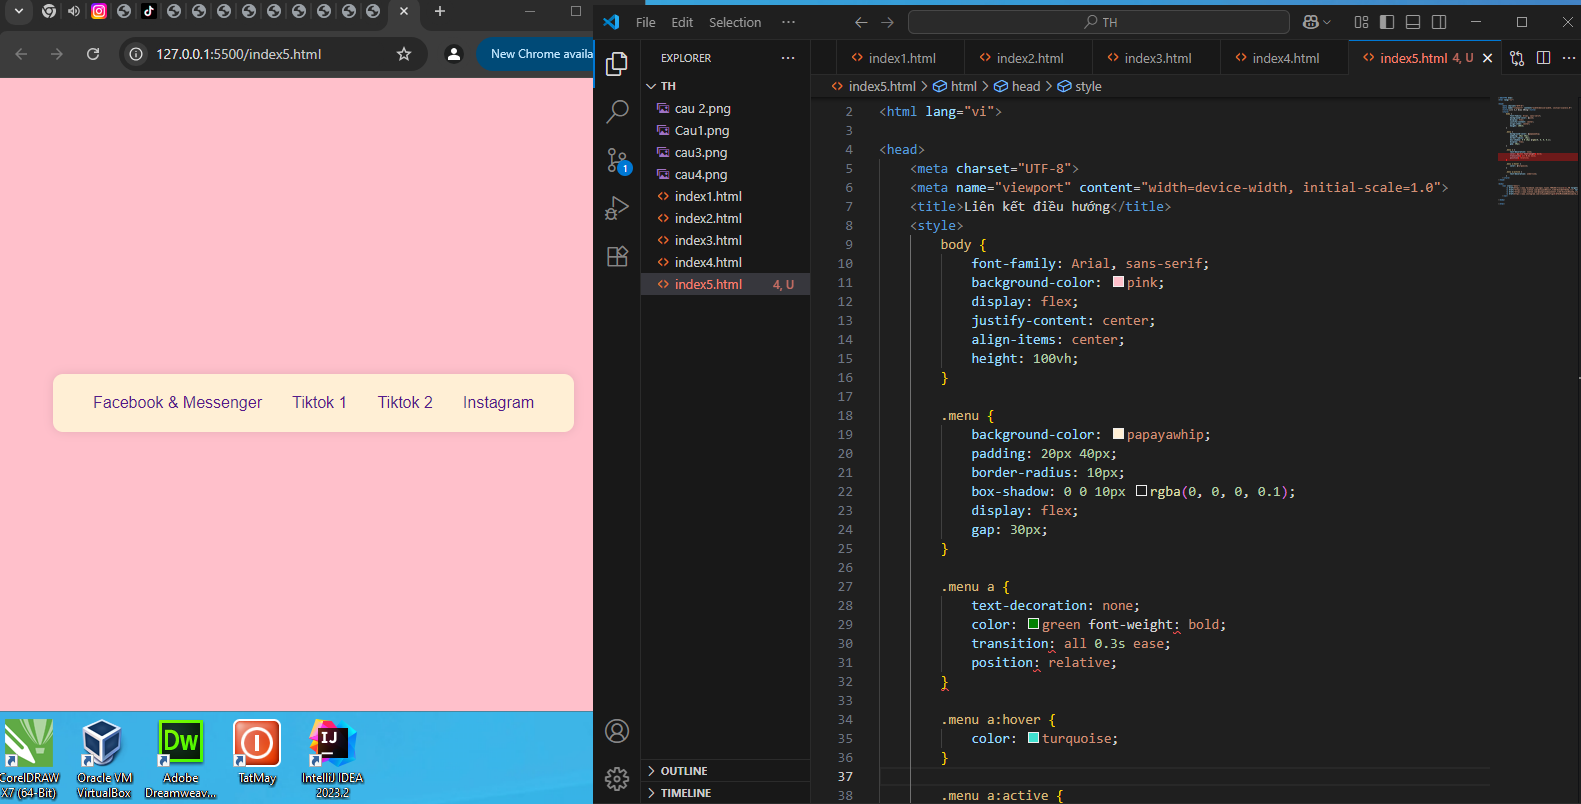 127.0.0.1:5500/index5.html
New Chrome availa
Facebook & Messenger
Tiktok 1
Tiktok 2
Instagram
CorelDRAW
X7 (64-Bit)
Oracle VM
VirtualBox
Dw
Adobe
Dreamweav...
TatMay
IJ
IntelliJ IDEA
2023.2
File
Edit
Selection
TH
EXPLORER
TH
cau 2.png
Cau1.png
cau3.png
cau4.png
index1.html
index2.html
index3.html
index4.html
index5.html 4, U
1
OUTLINE
TIMELINE
index1.html
index2.html
index3.html
index4.html
index5.html 4, U
index5.html > html > head > style
2 <html lang="vi">
3
4 <head>
5 <meta charset="UTF-8">
6 <meta name="viewport" content="width=device-width, initial-scale=1.0">
7 <title>Liên kết điều hướng</title>
8 <style>
9 body {
10 font-family: Arial, sans-serif;
11 background-color: pink;
12 display: flex;
13 justify-content: center;
14 align-items: center;
15 height: 100vh;
16 }
17
18 .menu {
19 background-color: papayawhip;
20 padding: 20px 40px;
21 border-radius: 10px;
22 box-shadow: 0 0 10px rgba(0, 0, 0, 0.1);
23 display: flex;
24 gap: 30px;
25 }
26
27 .menu a {
28 text-decoration: none;
29 color: green font-weight: bold;
30 transition: all 0.3s ease;
31 position: relative;
32 }
33
34 .menu a:hover {
35 color: turquoise;
36 }
37
38 .menu a:active {